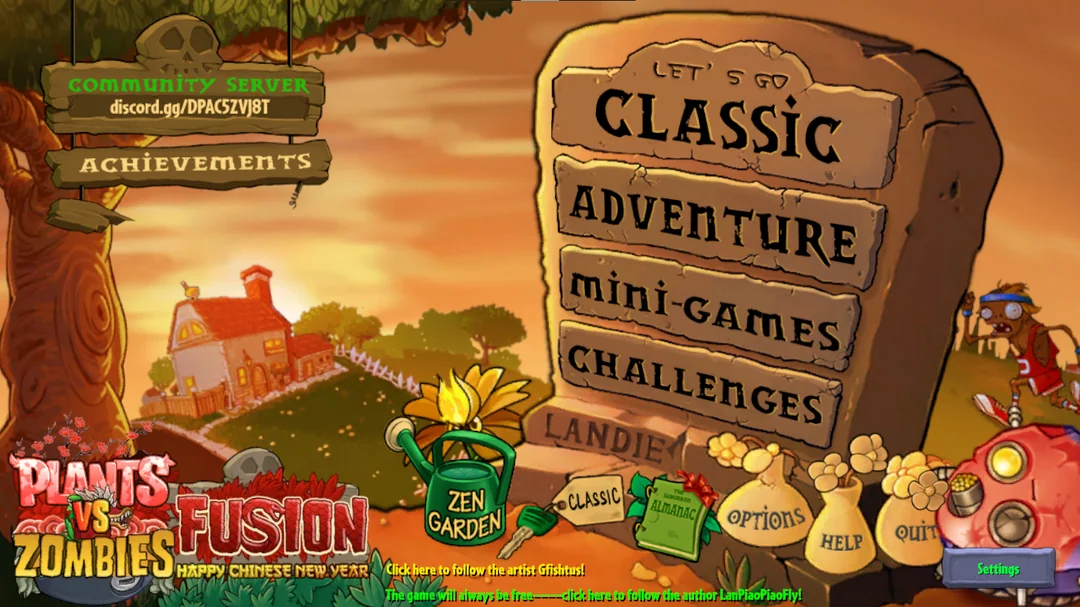 COMMUNITY SERVER
discord.gg/DPAC5ZVJ8T
ACHIEVEMENTS
LET'S GO
CLASSIC
ADVENTURE
MINI-GAMES
CHALLENGES
LANDIE
PLANTS
VS
ZOMBIES
FUSION
HAPPY CHINESE NEW YEAR
ZEN
GARDEN
CLASSIC
THE
SUBURBAN
ALMANAC
OPTIONS
HELP
QUIT
Settings
Click here to follow the artist Gfishtus!
The game will always be free-----click here to follow the author LanPiaoPiaoFly!